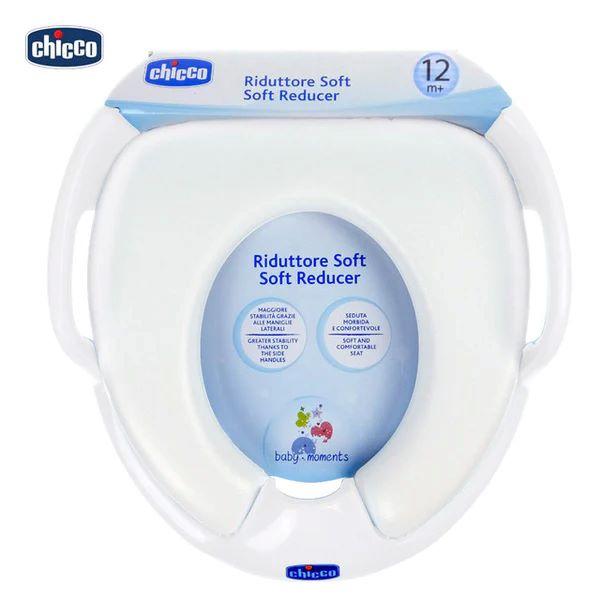 chicco
chicco
Riduttore Soft
Soft Reducer
12
m+
Riduttore Soft
Soft Reducer
MAGGIORE
STABILITÀ GRAZIE
ALLE MANIGLIE
LATERALI
GREATER STABILITY
THANKS TO
THE SIDE
HANDLES
SEDUTA
MORBIDA
E CONFORTEVOLE
SOFT AND
COMFORTABLE
SEAT
baby moments
chicco